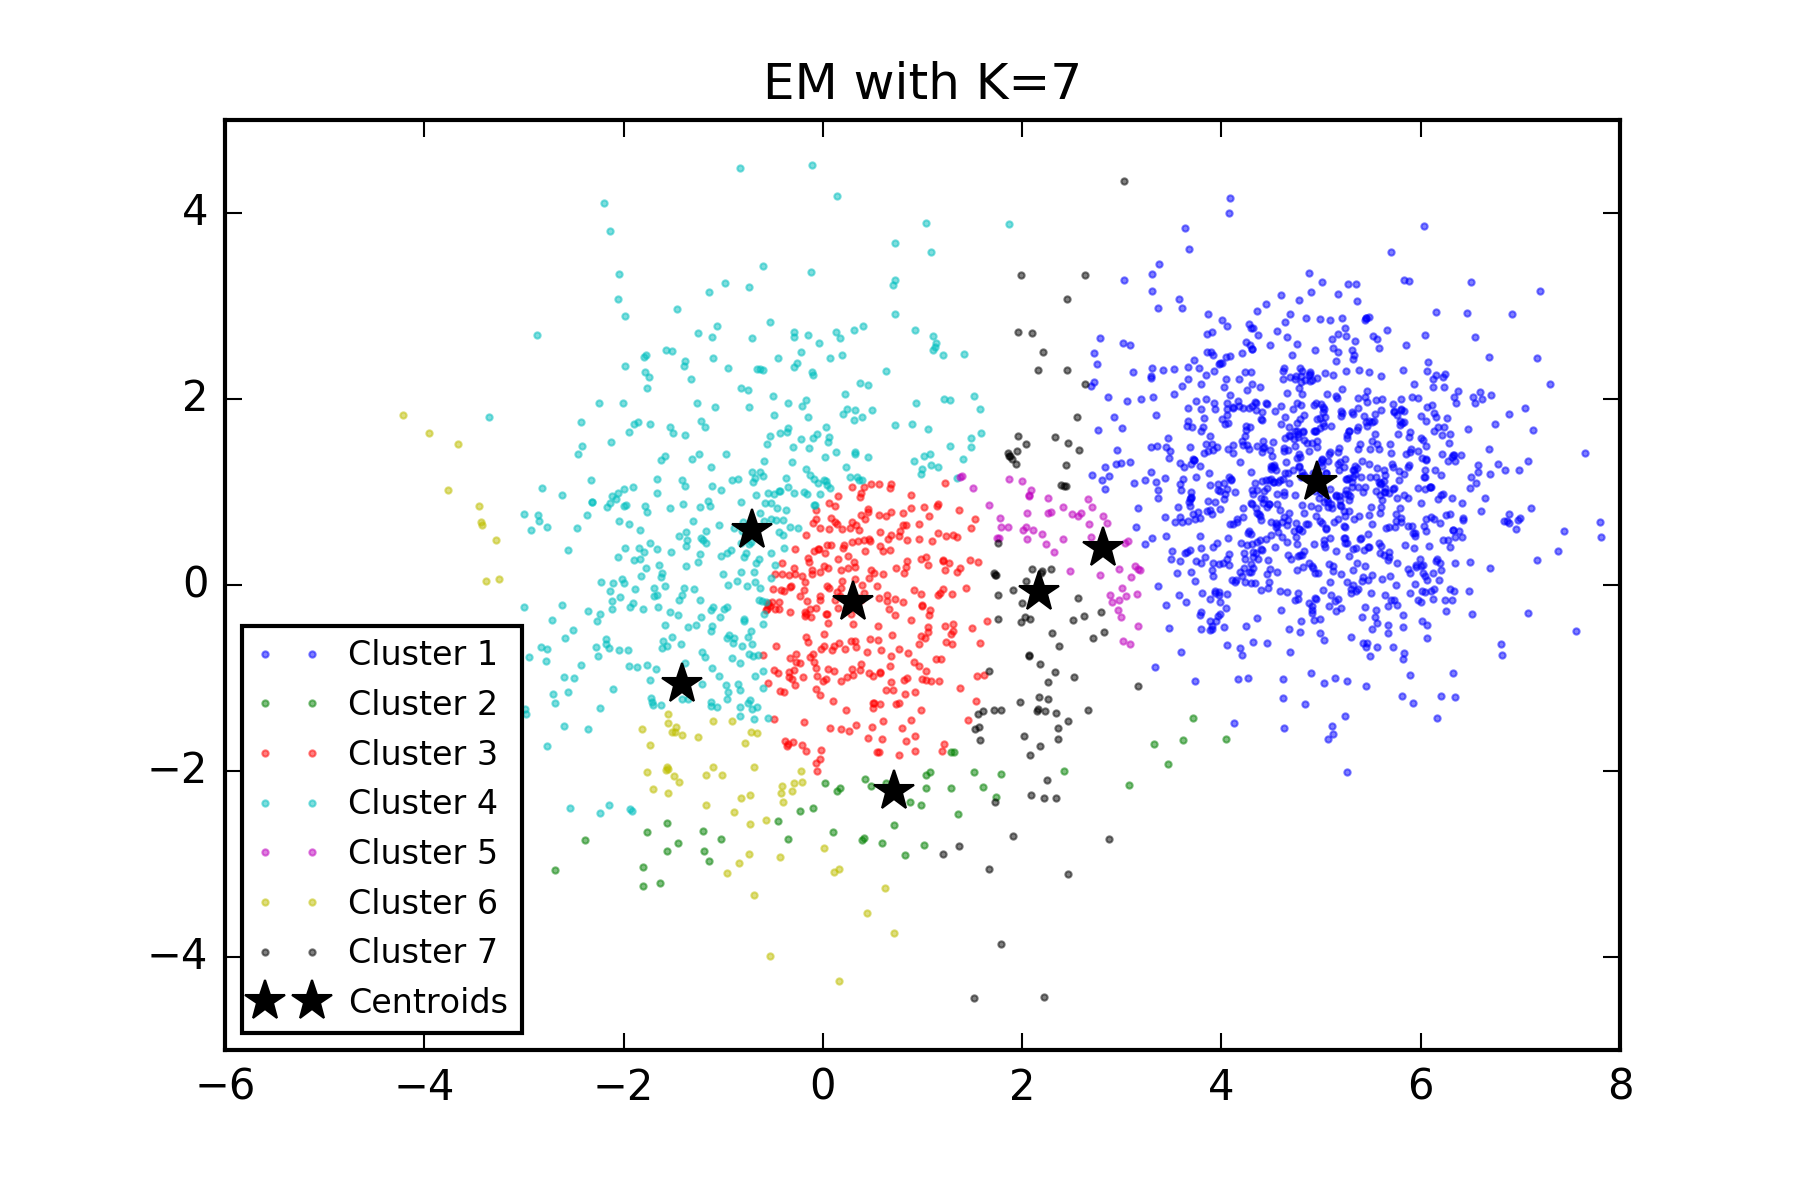 EM with K=7
4
2
0
−2
−4
Cluster 1
Cluster 2
Cluster 3
Cluster 4
Cluster 5
Cluster 6
Cluster 7
Centroids
−6 −4 −2 0 2 4 6 8